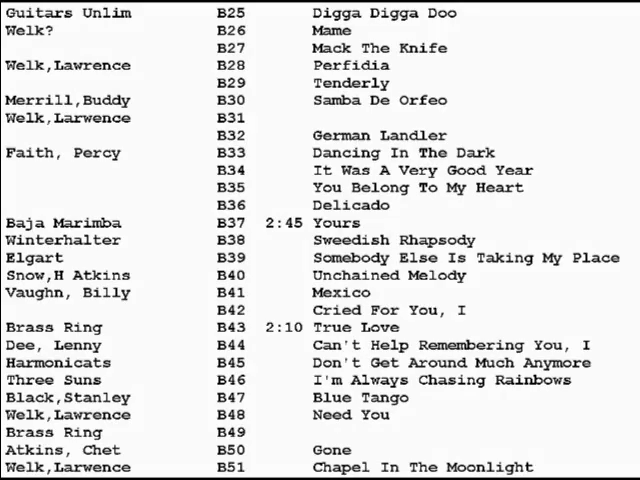 Guitars Unlim B25 Digga Digga Doo
Welk? B26 Mame
B27 Mack The Knife
Welk,Lawrence B28 Perfidia
B29 Tenderly
Merrill,Buddy B30 Samba De Orfeo
Welk,Larwence B31
B32 German Landler
Faith, Percy B33 Dancing In The Dark
B34 It Was A Very Good Year
B35 You Belong To My Heart
B36 Delicado
Baja Marimba B37 2:45 Yours
Winterhalter B38 Swedish Rhapsody
Elgart B39 Somebody Else Is Taking My Place
Snow,H Atkins B40 Unchained Melody
Vaughn, Billy B41 Mexico
B42 Cried For You, I
Brass Ring B43 2:10 True Love
Dee, Lenny B44 Can't Help Remembering You, I
Harmonicats B45 Don't Get Around Much Anymore
Three Suns B46 I'm Always Chasing Rainbows
Black,Stanley B47 Blue Tango
Welk,Lawrence B48 Need You
Brass Ring B49
Atkins, Chet B50 Gone
Welk,Larwence B51 Chapel In The Moonlight